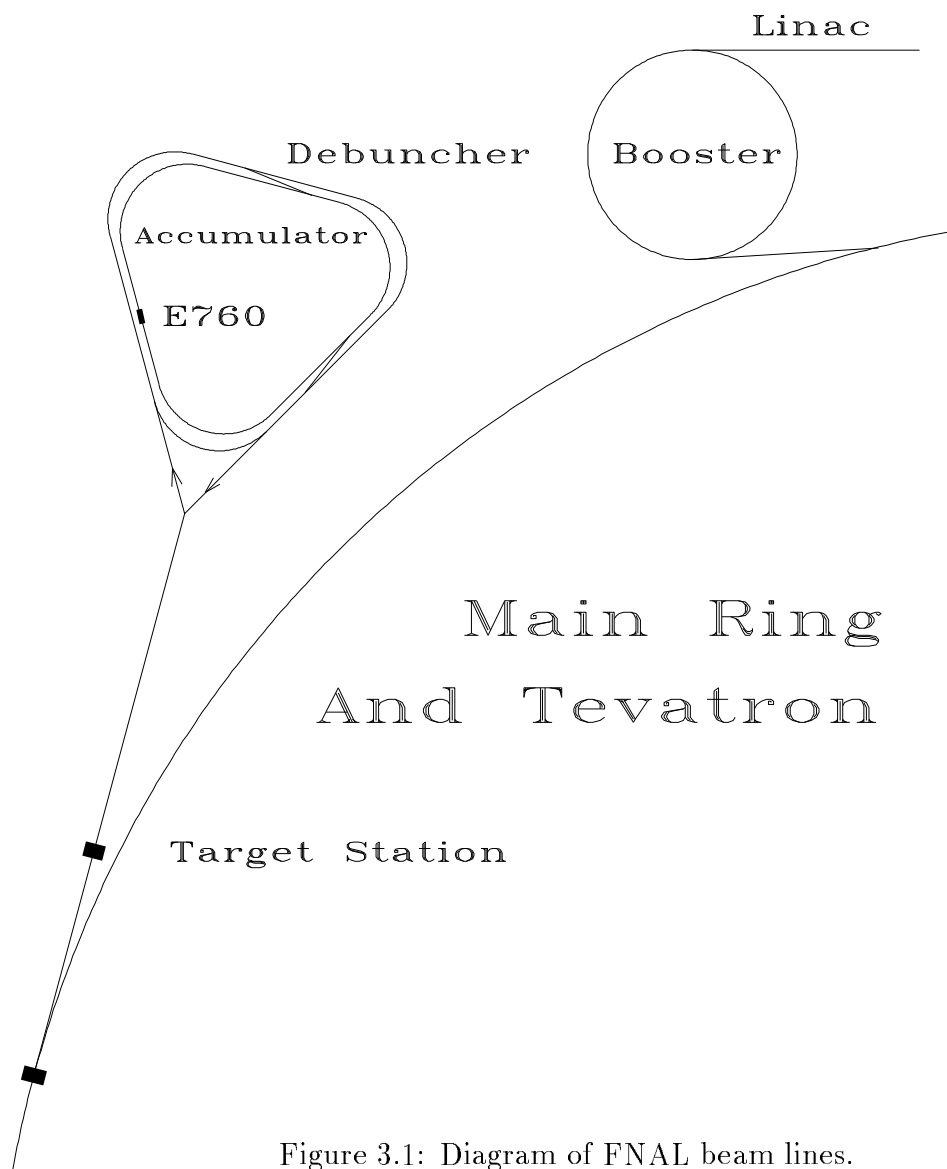 Linac
Debuncher
Booster
Accumulator
E760
Main Ring
And Tevatron
Target Station
Figure 3.1: Diagram of FNAL beam lines.